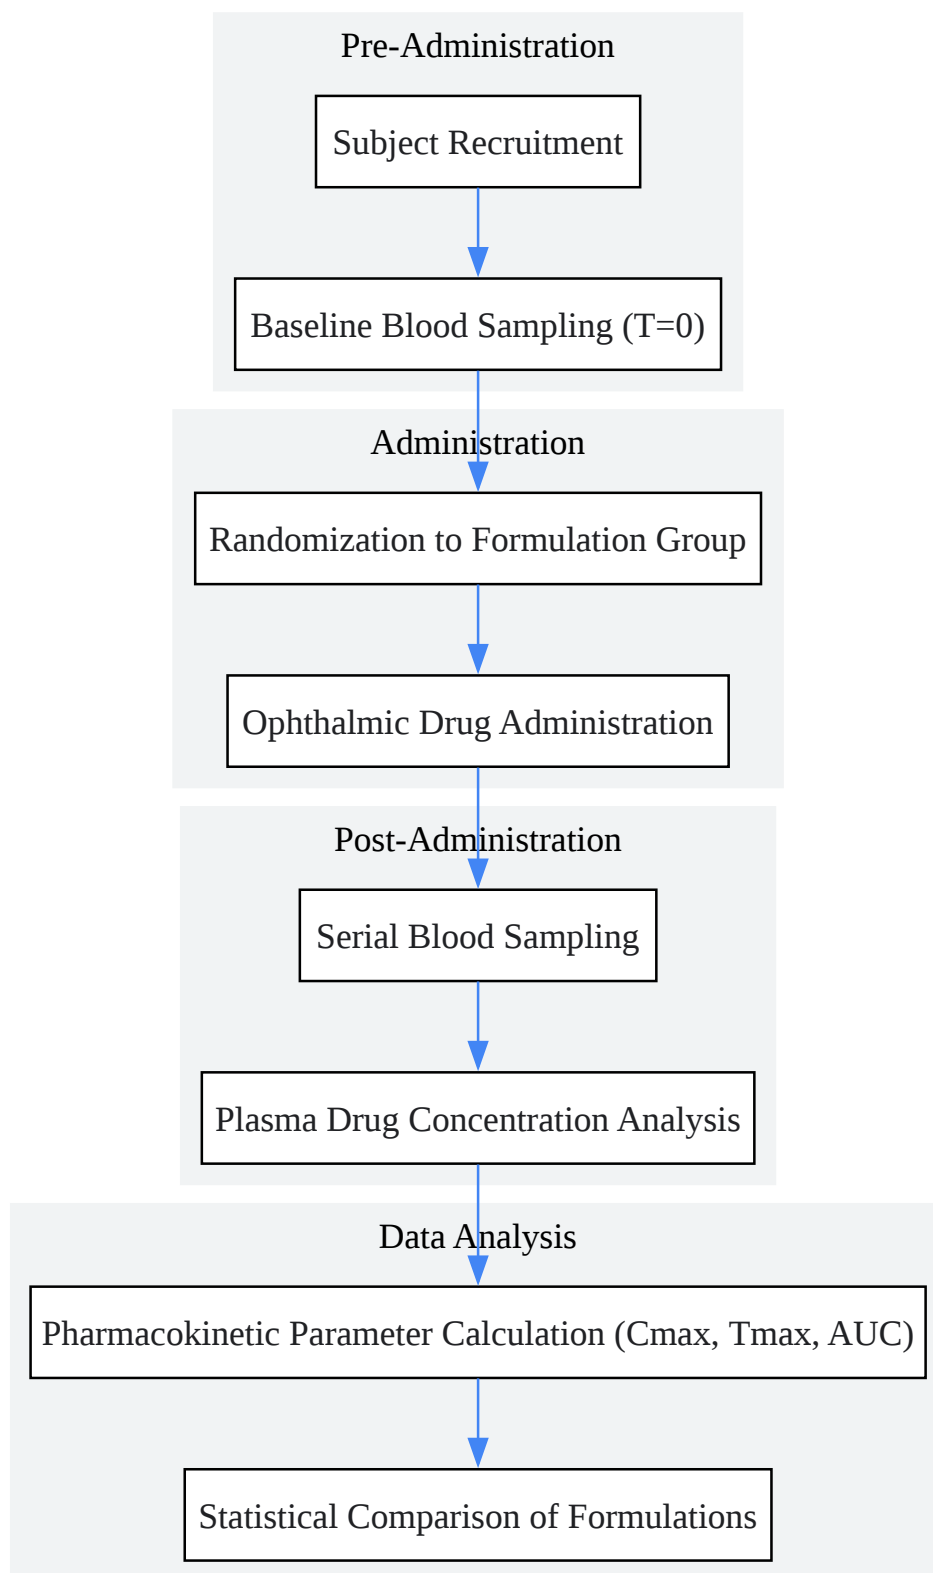 Pre-Administration
Subject Recruitment
Baseline Blood Sampling (T=0)
Administration
Randomization to Formulation Group
Ophthalmic Drug Administration
Post-Administration
Serial Blood Sampling
Plasma Drug Concentration Analysis
Data Analysis
Pharmacokinetic Parameter Calculation (Cmax, Tmax, AUC)
Statistical Comparison of Formulations